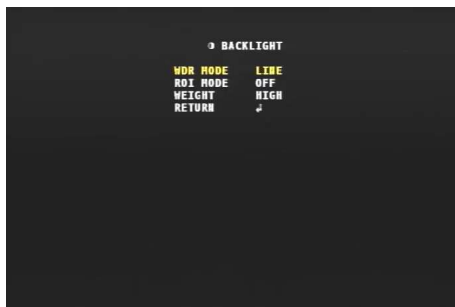 BACKLIGHT
WDR MODE LINE
ROI MODE OFF
WEIGHT HIGH
RETURN